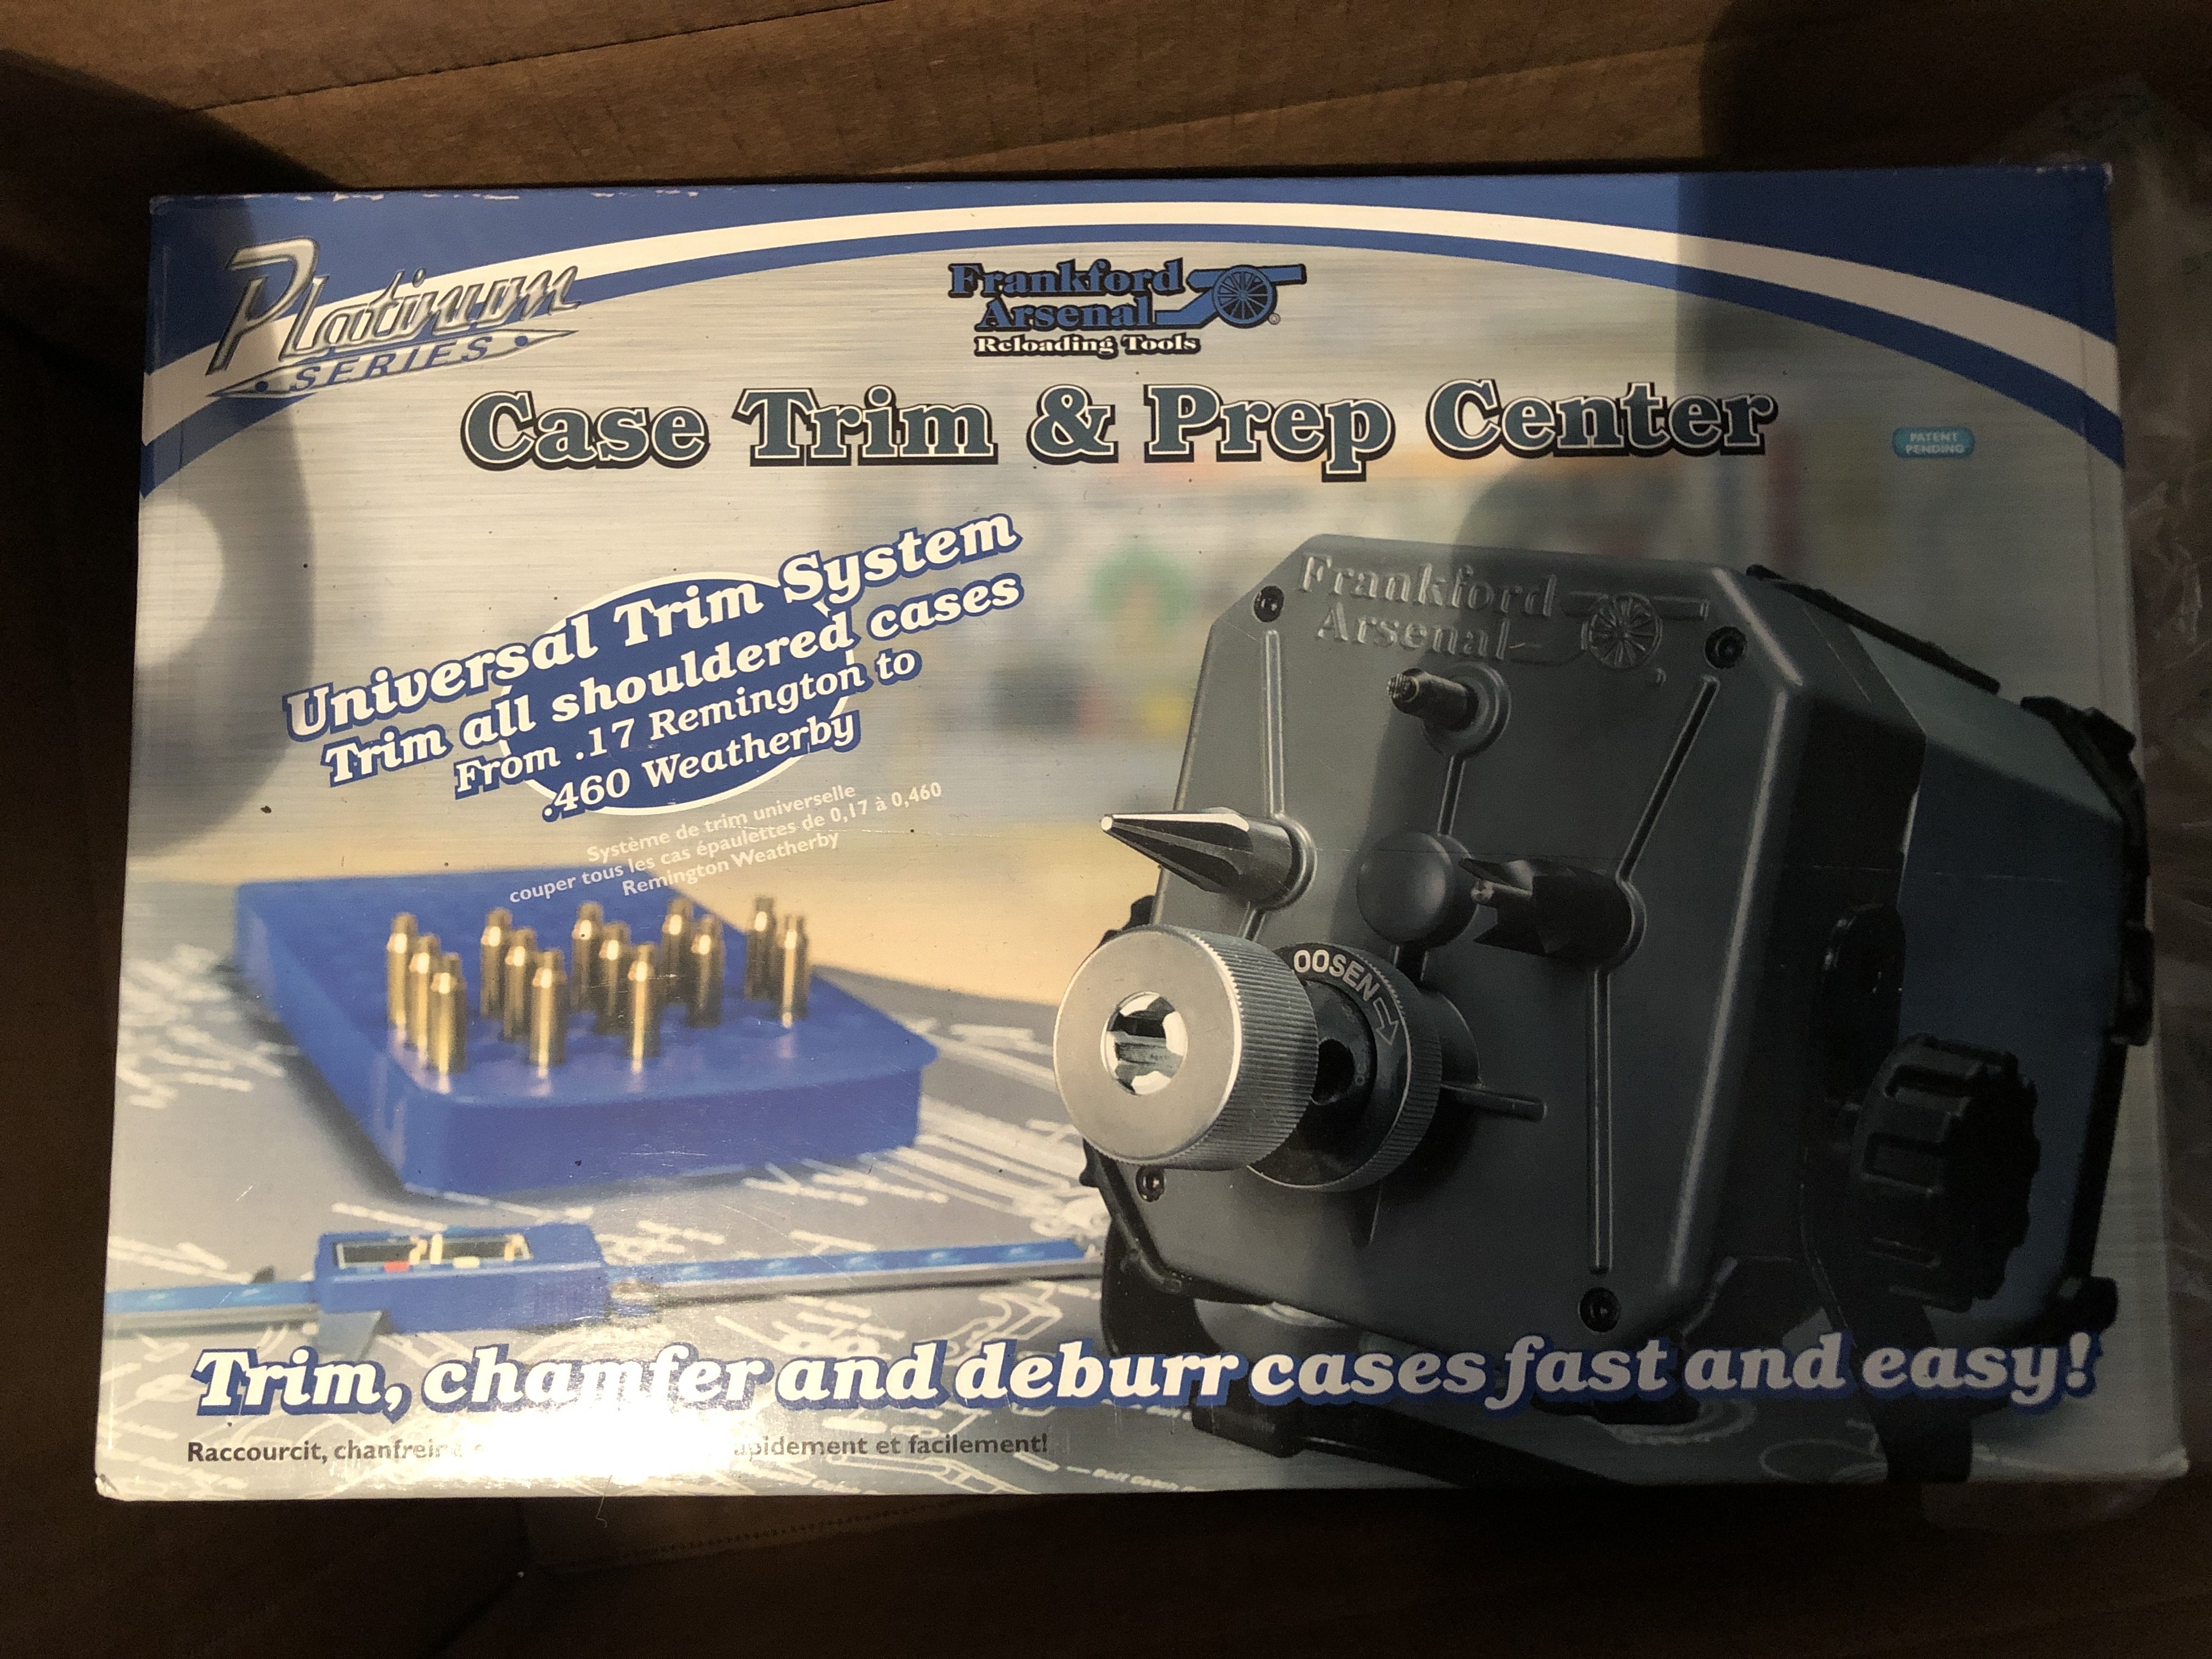 Platinum
SERIES
Frankford
Arsenal
Reloading Tools
Case Trim & Prep Center
PATENT
PENDING
Universal Trim System
Trim all shouldered cases
From .17 Remington to
.460 Weatherby
Système de trim universelle
couper tous les cas épaulettes de 0,17 à 0,460
Remington Weatherby
Frankford
Arsenal
OOSEN
Trim, chamfer and deburr cases fast and easy!
Raccourcit, et facilement!